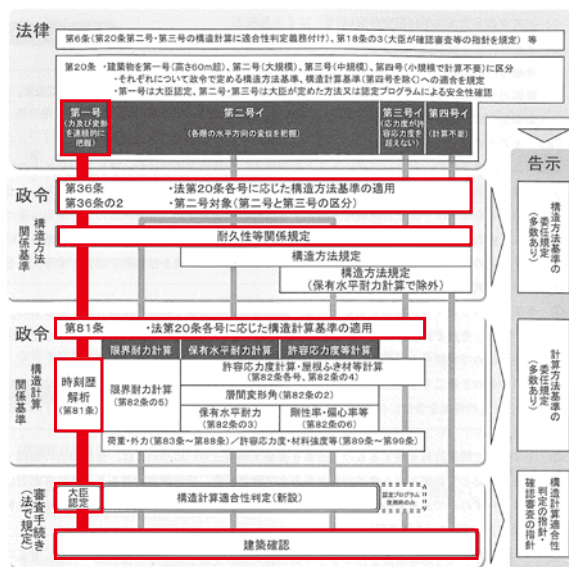 法律
第6条(第20条第二号・第三号の構造計算に適合性判定義務付け)、第18条の3(大臣が確認審査等の指針を規定) 等
第20条 ・建築物を第一号(高さ60m超)、第二号(大規模)、第三号(中規模)、第四号(小規模で計算不要)に区分
・それぞれについて政令で定める構造方法基準、構造計算基準(第四号を除く)への適合を規定
・第一号は大臣認定、第二号・第三号は大臣が定めた方法又は認定プログラムによる安全性確認
第一号
(力及び変形
を連続的に
把握)
第二号イ
(各階の水平方向の変位を把握)
第三号イ
(応力度が許
容応力度を
超えない)
第四号イ
(計算不要)
告示
政令
構造方法
関係基準
第36条 ・法第20条各号に応じた構造方法基準の適用
第36条の2 ・第二号対象(第二号と第三号の区分)
耐久性等関係規定
構造方法規定
構造方法規定
(保有水平耐力計算で除外)
構造方法基準の
委任規定
(多数あり)
政令
構造計算
関係基準
第81条 ・法第20条各号に応じた構造計算基準の適用
限界耐力計算
保有水平耐力計算
許容応力度等計算
時刻歴
解析
(第81条)
限界耐力計算
(第82条の5)
許容応力度計算・屋根ふき材等計算
(第82条各号、第82条の4)
層間変形角(第82条の2)
保有水平耐力
(第82条の3)
剛性率・偏心率等
(第82条の6)
荷重・外力(第83条~第88条)/許容応力度・材料強度等(第89条~第99条)
計算方法基準の
委任規定
(多数あり)
審査手続き
(法で規定)
大臣
認定
構造計算適合性判定(新設)
認定プログラム
使用時のみ
建築確認
構造計算適合性
判定の指針・
確認審査の指針